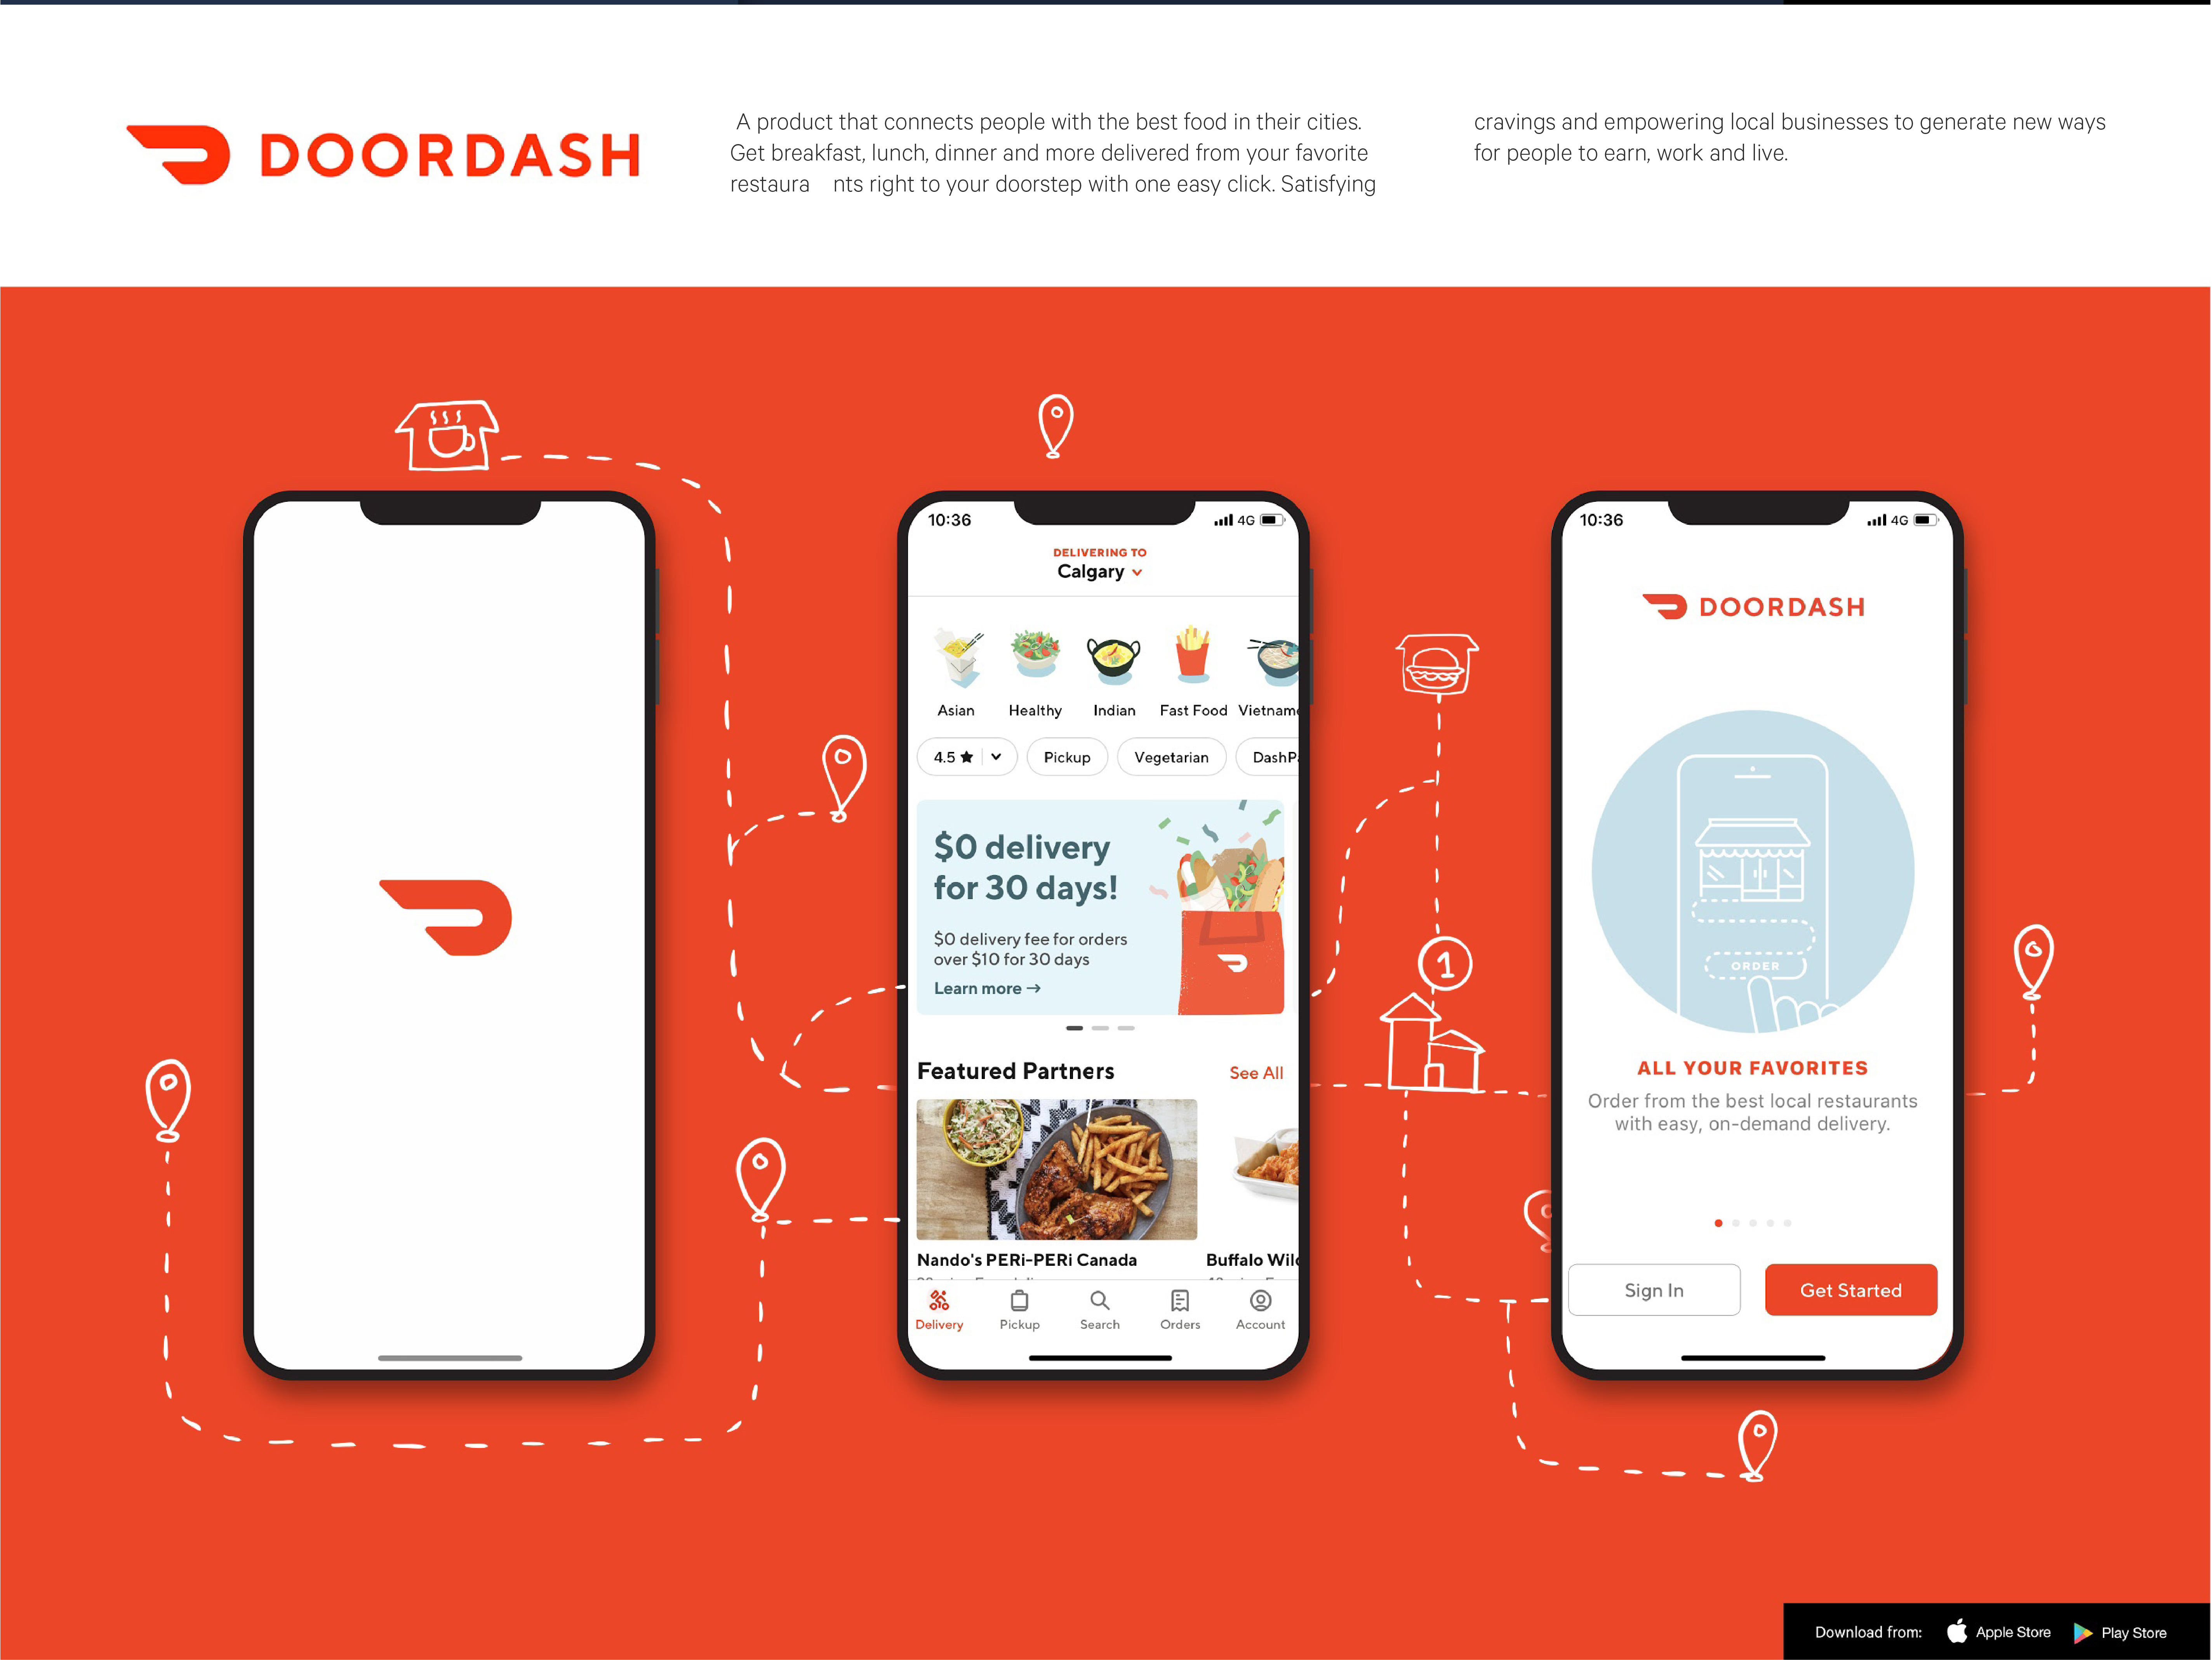 DOORDASH
A product that connects people with the best food in their cities.
Get breakfast, lunch, dinner and more delivered from your favorite
restaura nts right to your doorstep with one easy click. Satisfying
cravings and empowering local businesses to generate new ways
for people to earn, work and live.
10:36
4G
DELIVERING TO
Calgary
Asian Healthy Indian Fast Food Vietnam
4.5 Pickup Vegetarian DashP
$0 delivery
for 30 days!
$0 delivery fee for orders
over $10 for 30 days
Learn more →
Featured Partners See All
Nando's PERi-PERi Canada Buffalo Wil
Delivery Pickup Search Orders Account
1
10:36
4G
DOORDASH
ORDER
ALL YOUR FAVORITES
Order from the best local restaurants
with easy, on-demand delivery.
Sign In Get Started
Download from: Apple Store Play Store